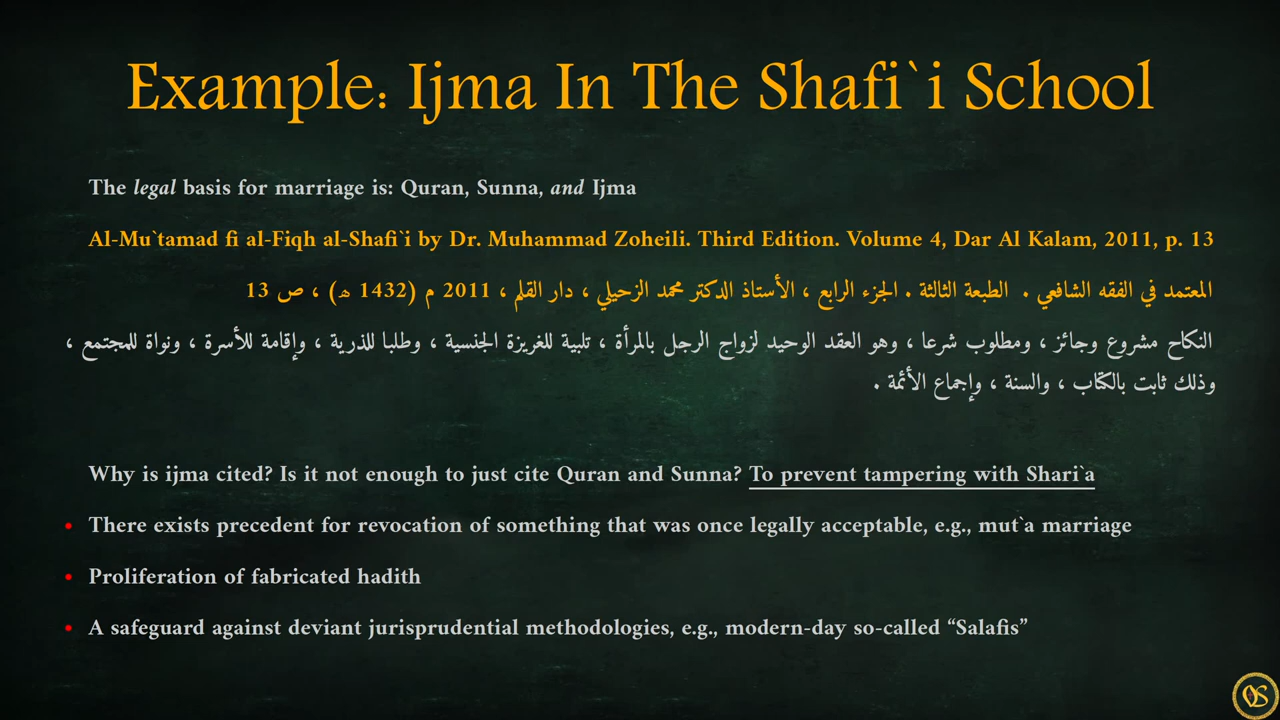 Example: Ijma In The Shafi`i School
The legal basis for marriage is: Quran, Sunna, and Ijma
Al-Mu`tamad fi al-Fiqh al-Shafi`i by Dr. Muhammad Zoheili. Third Edition. Volume 4, Dar Al Kalam, 2011, p. 13
المعتمد في الفقه الشافعي . الطبعة الثالثة . الجزء الرابع ، الأستاذ الدكتر محمد الزحيلي ، دار القلم ، 2011 م (1432 ه) ، ص 13
النكاح مشروع وجائز ، ومطلوب شرعا ، وهو العقد الوحيد لزواج الرجل بالمرأة ، تلبية للغريزة الجنسية ، وطلبا للذرية ، وإقامة للأسرة ، ونواة للمجتمع ،
وذلك ثابت بالكتاب ، والسنة ، وإجماع الأئمة .
Why is ijma cited? Is it not enough to just cite Quran and Sunna? To prevent tampering with Shari`a
• There exists precedent for revocation of something that was once legally acceptable, e.g., mut`a marriage
• Proliferation of fabricated hadith
• A safeguard against deviant jurisprudential methodologies, e.g., modern-day so-called “Salafis”